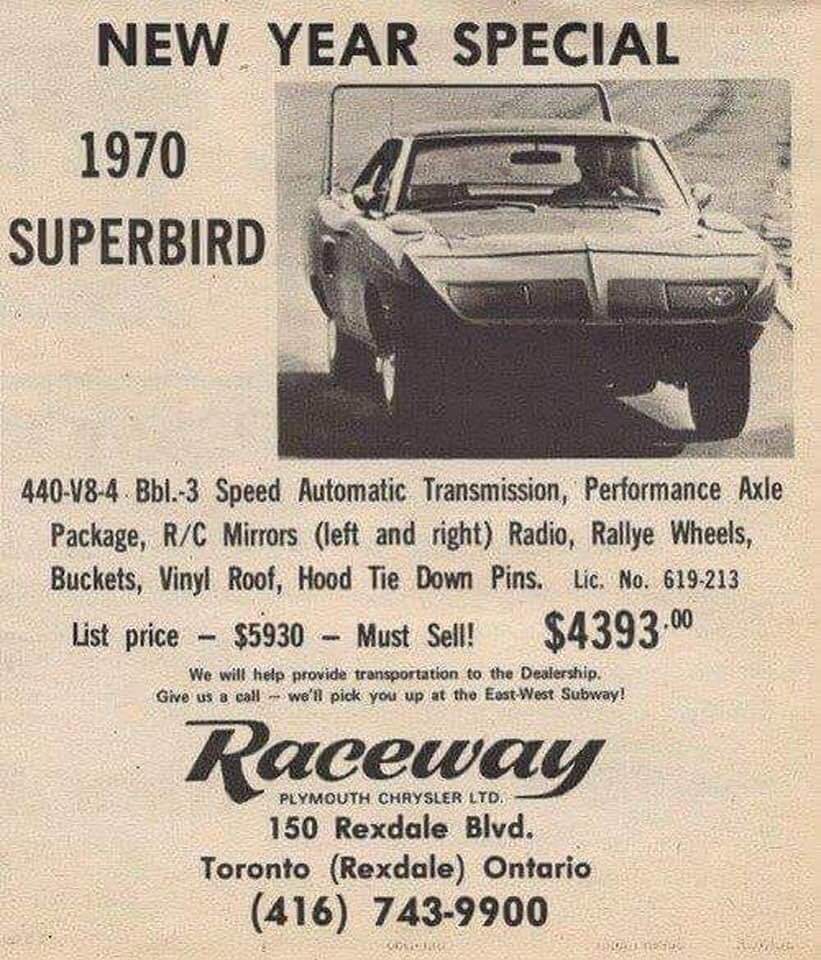 NEW YEAR SPECIAL
1970
SUPERBIRD
440-V8-4 Bbl.-3 Speed Automatic Transmission, Performance Axle
Package, R/C Mirrors (left and right) Radio, Rallye Wheels,
Buckets, Vinyl Roof, Hood Tie Down Pins. Lic. No. 619-213
List price — $5930 — Must Sell! $4393.00
We will help provide transportation to the Dealership.
Give us a call — we'll pick you up at the East-West Subway!
Raceway
PLYMOUTH CHRYSLER LTD.
150 Rexdale Blvd.
Toronto (Rexdale) Ontario
(416) 743-9900